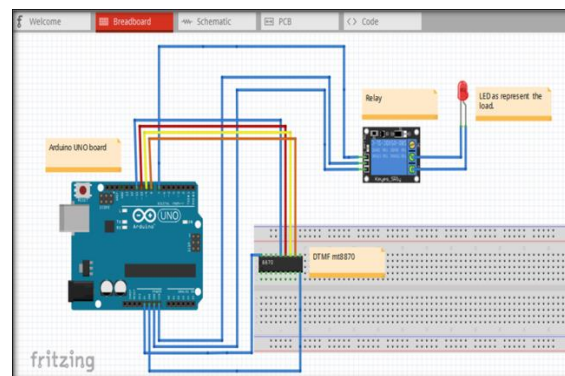 Welcome
Breadboard
Schematic
PCB
Code
Relay
LED as represent the
load.
Arduino UNO board
UNO
Arduino
Keyes_SRly
8870
DTMF mt8870
fritzing